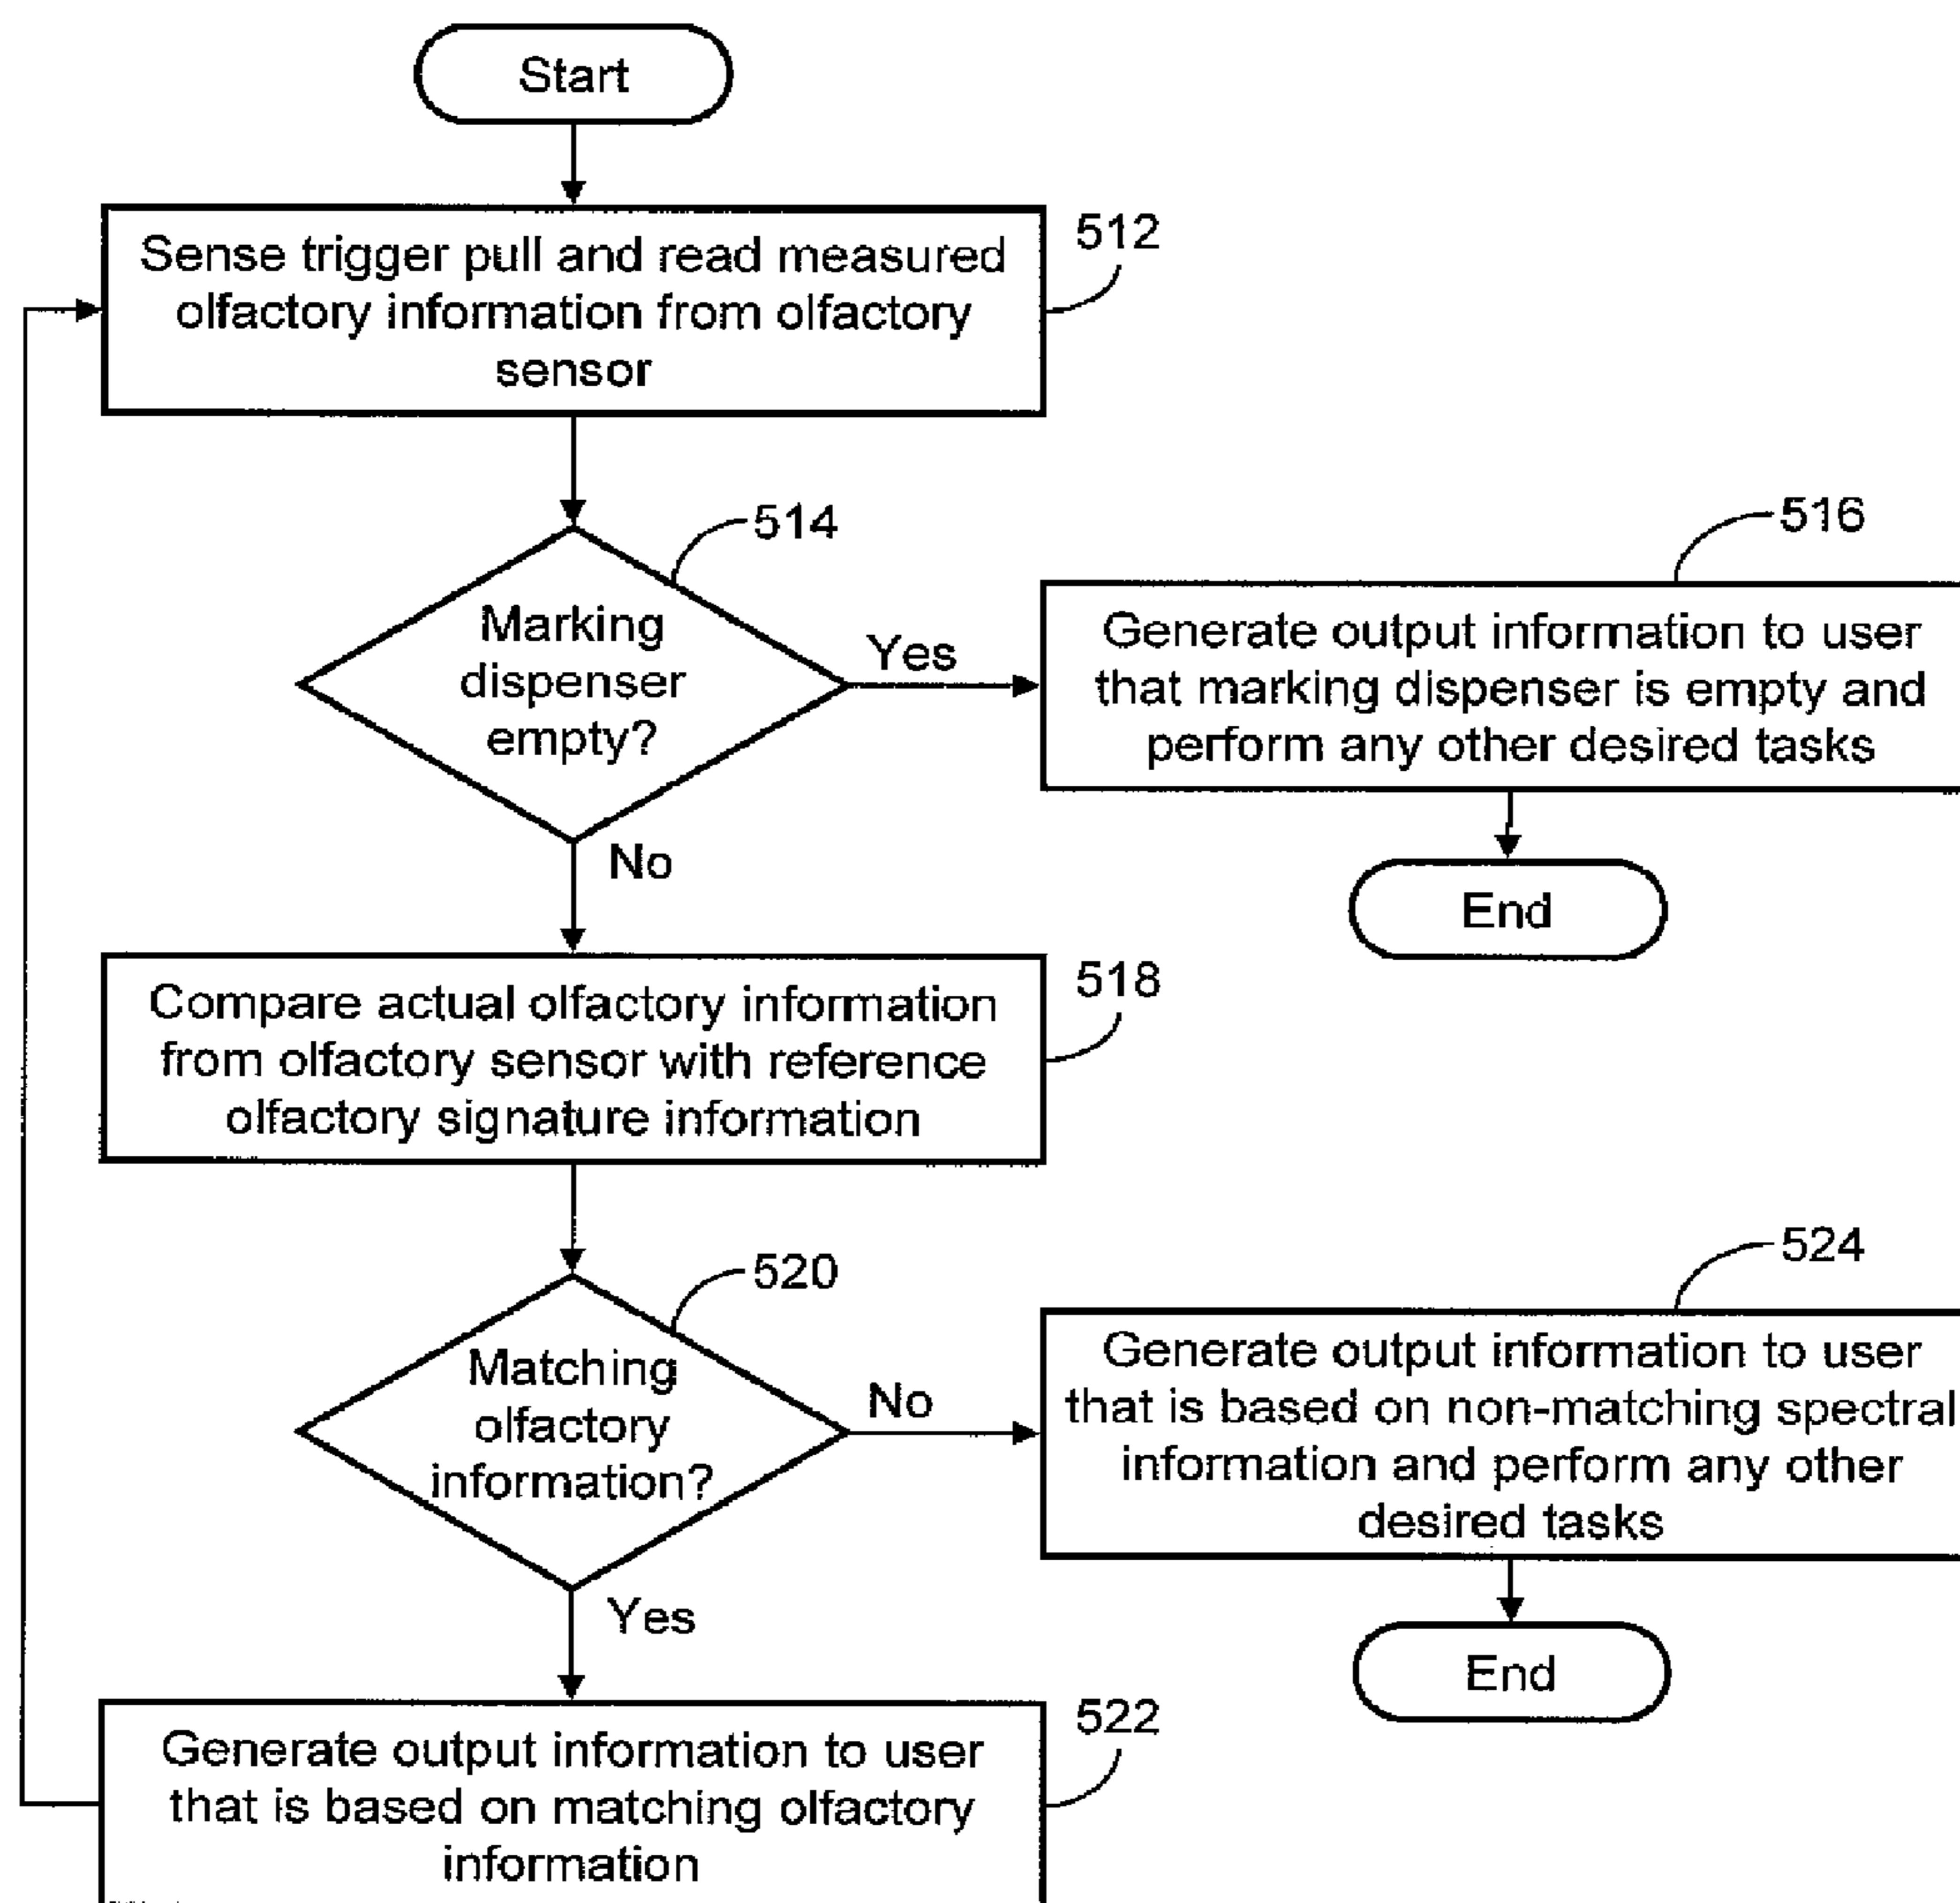 Start
Sense trigger pull and read measured
olfactory information from olfactory
sensor
512
Marking
dispenser
empty?
514
Yes
Generate output information to user
that marking dispenser is empty and
perform any other desired tasks
516
End
No
Compare actual olfactory information
from olfactory sensor with reference
olfactory signature information
518
Matching
olfactory
information?
520
No
Generate output information to user
that is based on non-matching spectral
information and perform any other
desired tasks
524
End
Yes
Generate output information to user
that is based on matching olfactory
information
522